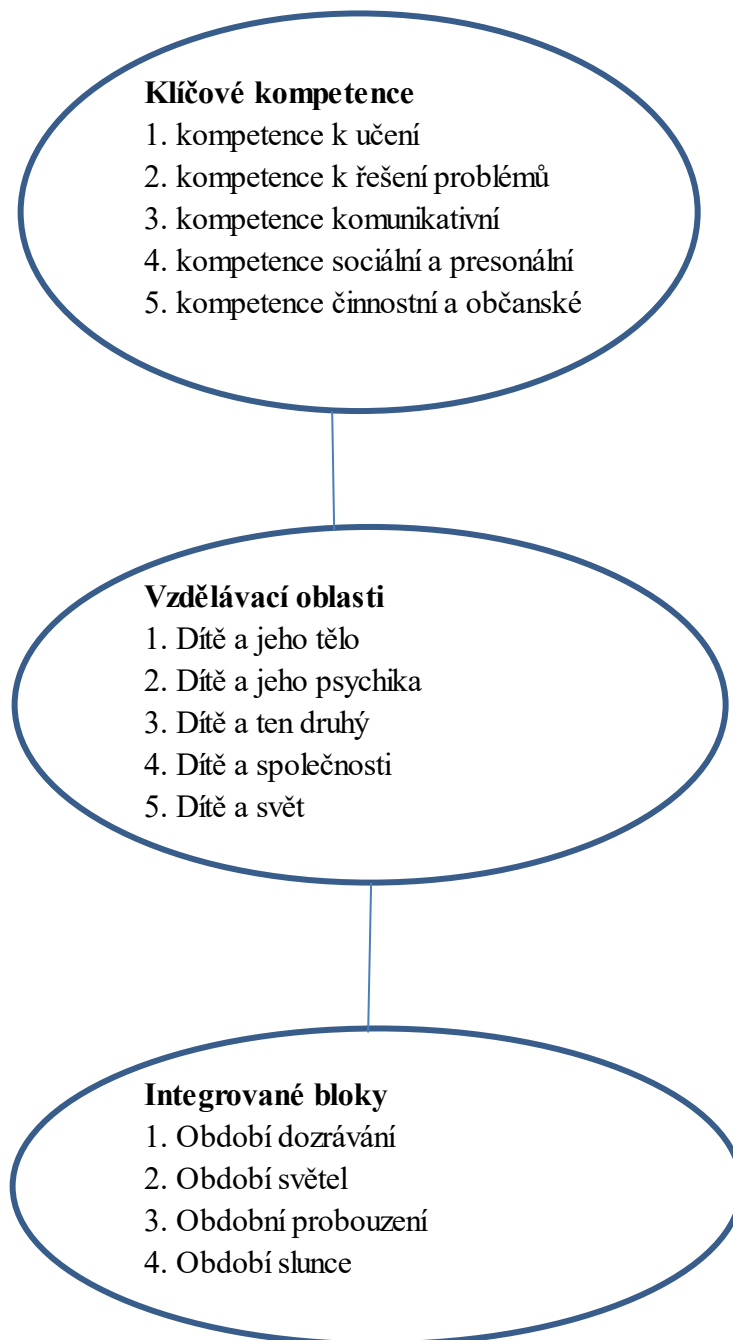 Klíčové kompetence
1. kompetence k učení
2. kompetence k řešení problémů
3. kompetence komunikativní
4. kompetence sociální a presonální
5. kompetence činnostní a občanské
Vzdělávací oblasti
1. Dítě a jeho tělo
2. Dítě a jeho psychika
3. Dítě a ten druhý
4. Dítě a společnosti
5. Dítě a svět
Integrované bloky
1. Období dozrávání
2. Období světel
3. Obdobní probouzení
4. Období slunce